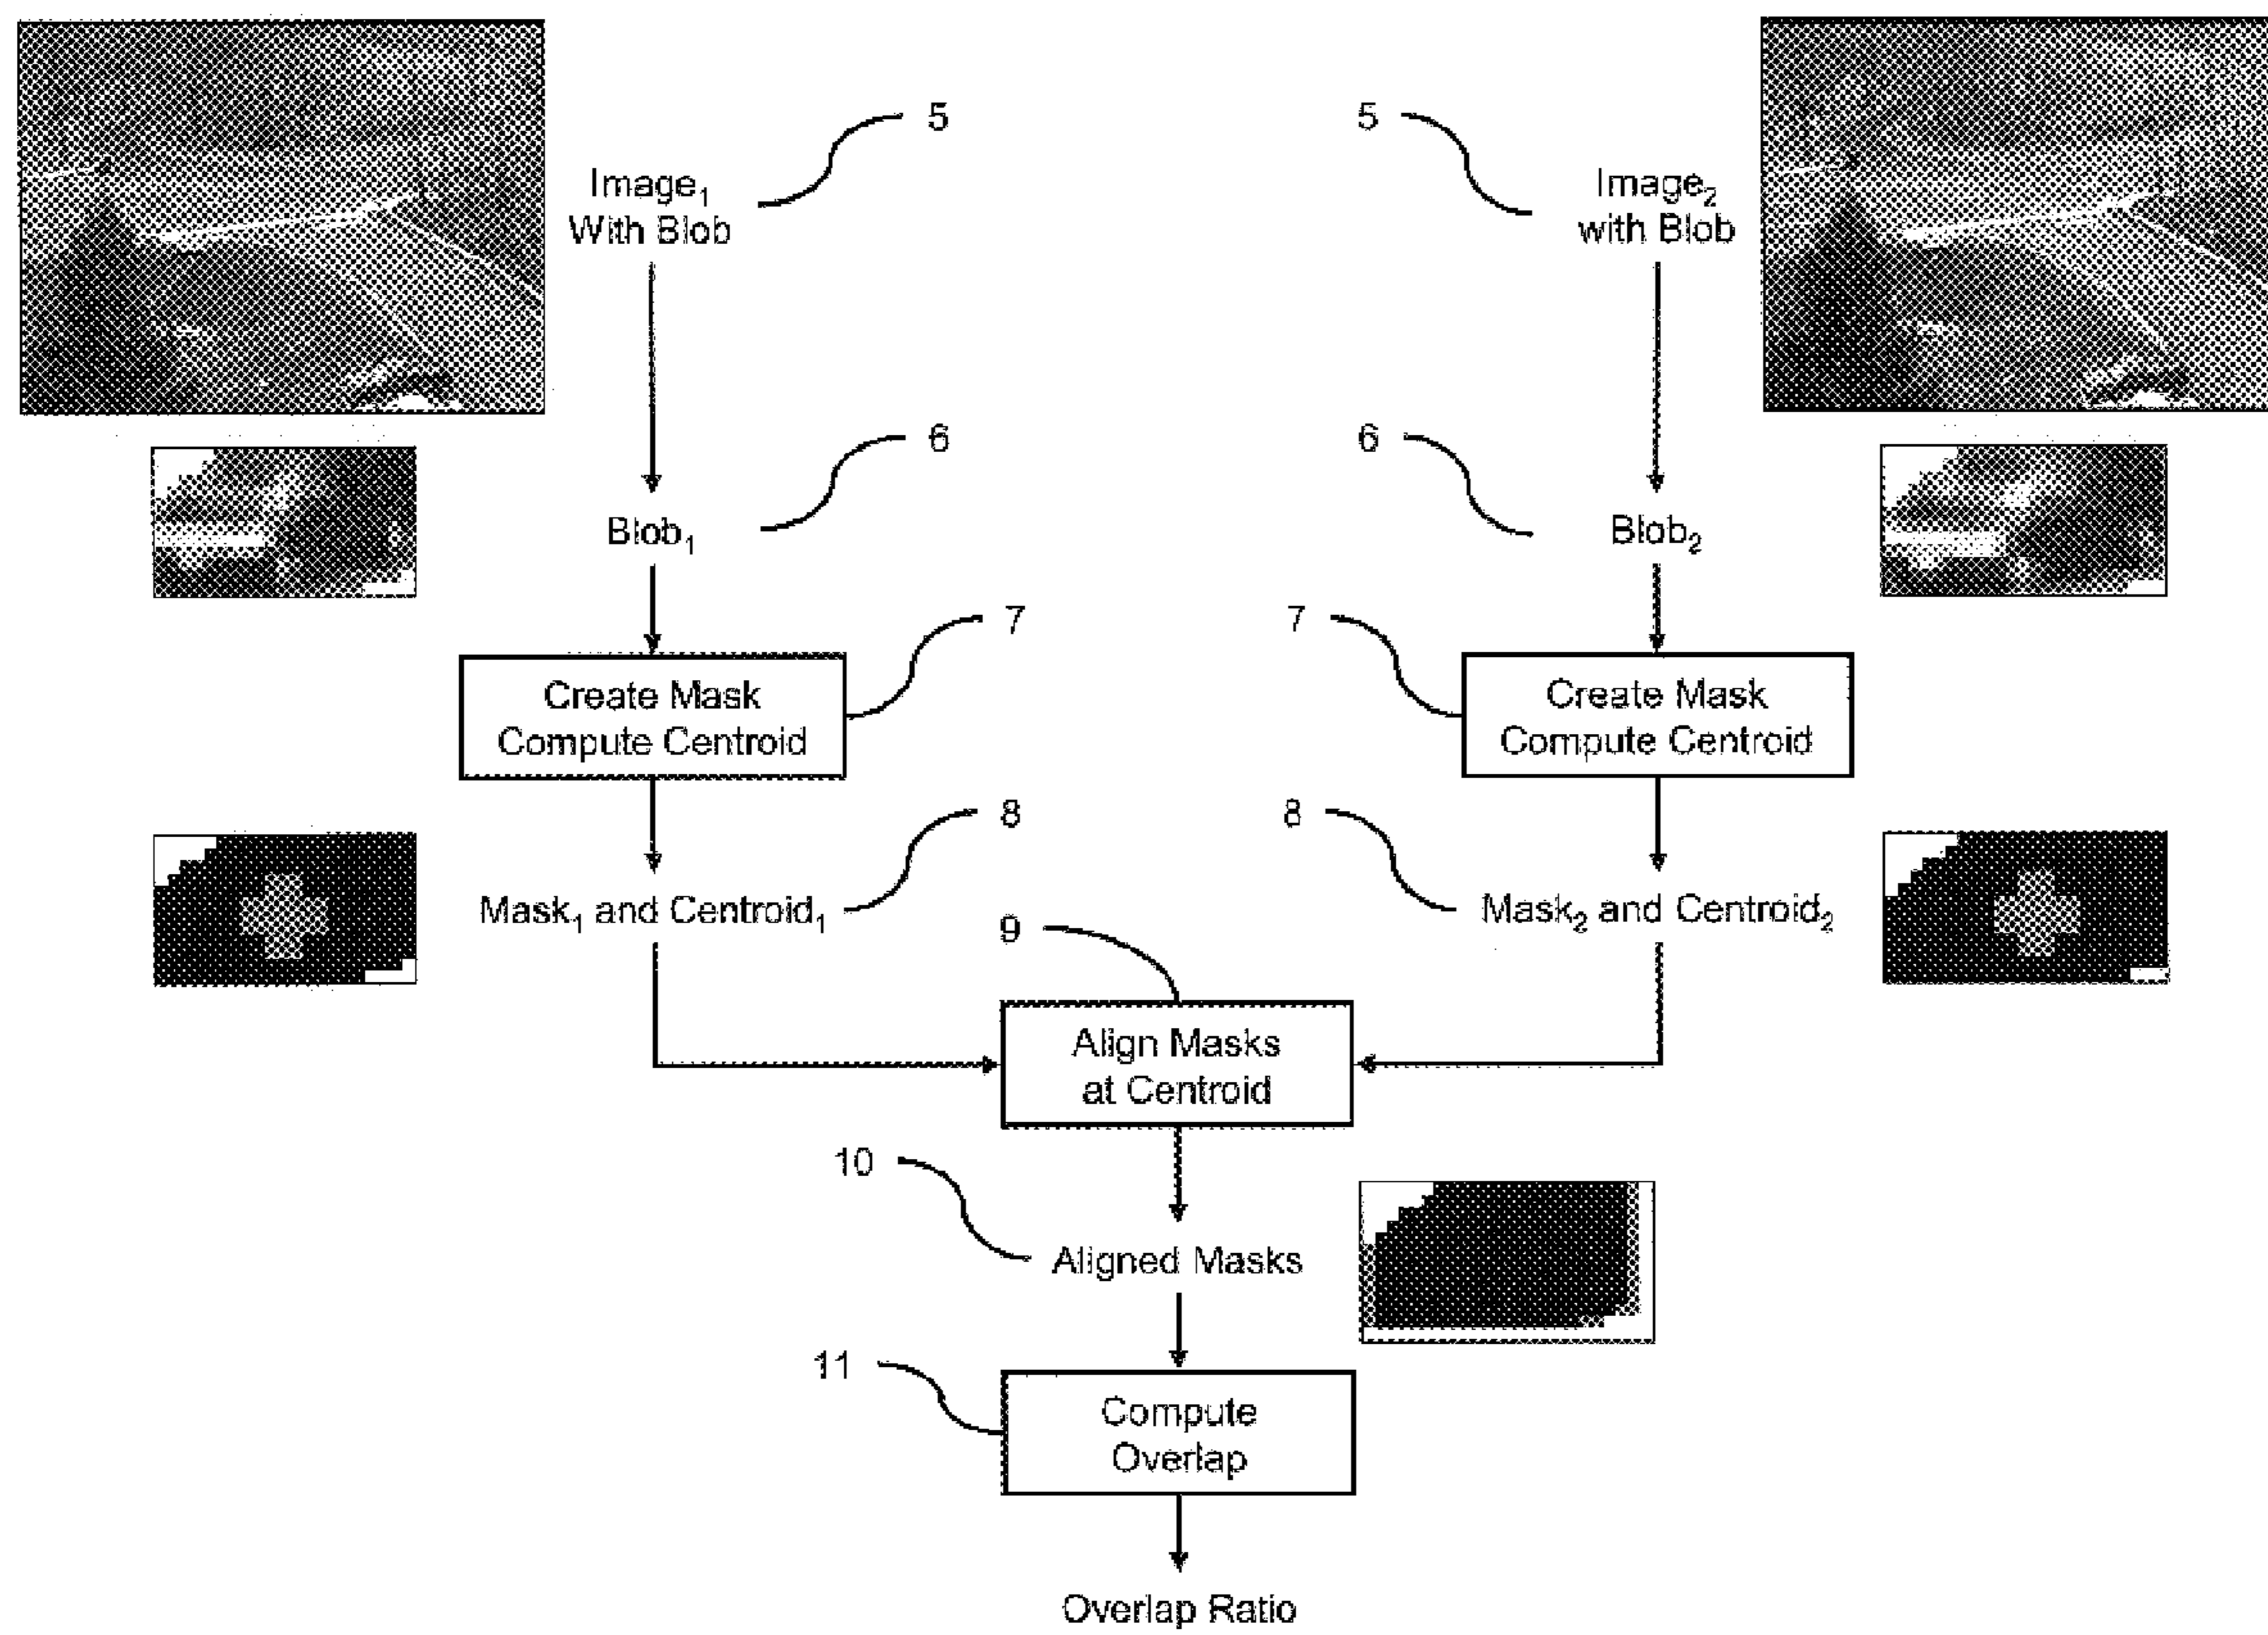 5
5
Image1
With Blob
Image2
with Blob
6
6
Blob1
Blob2
7
7
Create Mask
Compute Centroid
Create Mask
Compute Centroid
8
8
Mask1 and Centroid1
Mask2 and Centroid2
9
Align Masks
at Centroid
10
Aligned Masks
11
Compute
Overlap
Overlap Ratio